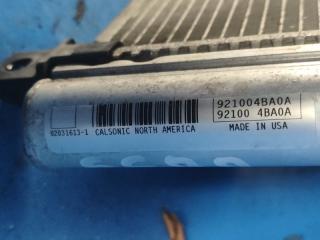 921004BA0A
92100 4BA0A
02031613-1 CALSONIC NORTH AMERICA
MADE IN USA